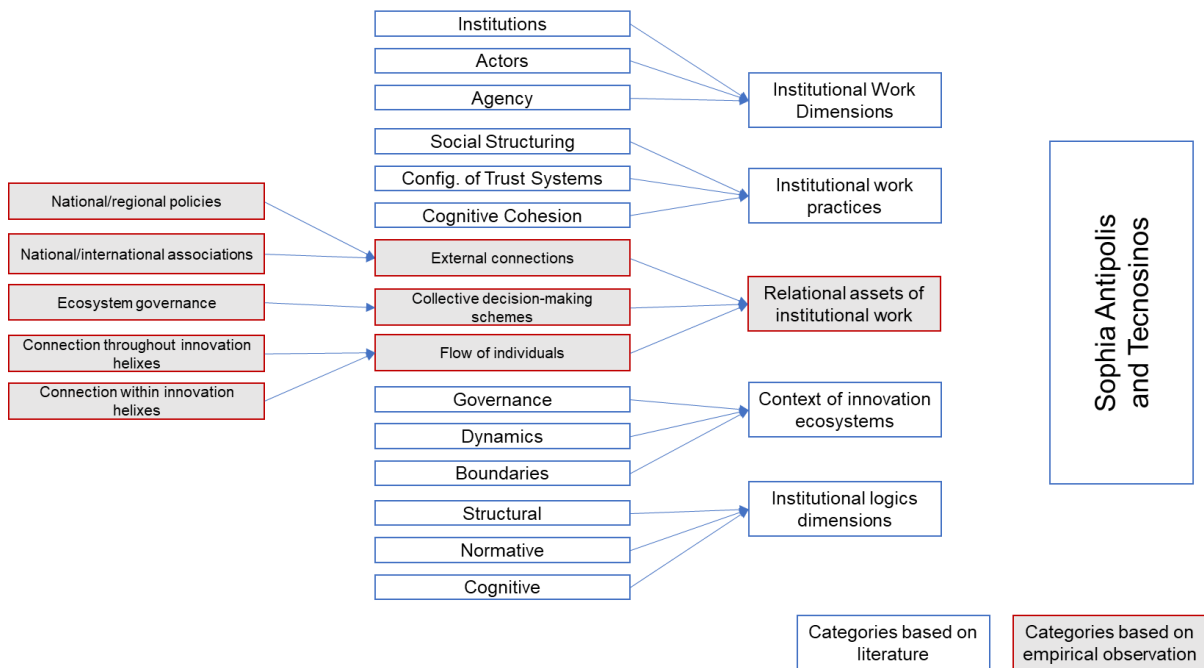 Institutions
Actors
Agency
Institutional Work
Dimensions
Social Structuring
Config. of Trust Systems
Cognitive Cohesion
Institutional work
practices
National/regional policies
National/international associations
Ecosystem governance
Connection throughout innovation
helixes
Connection within innovation
helixes
External connections
Collective decision-making
schemes
Flow of individuals
Relational assets of
institutional work
Governance
Dynamics
Boundaries
Context of innovation
ecosystems
Structural
Normative
Cognitive
Institutional logics
dimensions
Sophia Antipolis
and Tecnosinos
Categories based on
literature
Categories based on
empirical observation